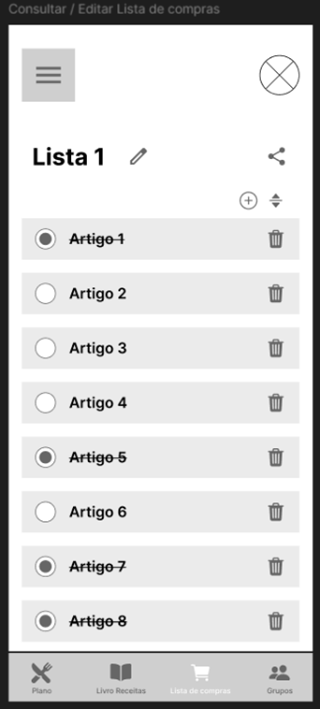 Consultar / Editar Lista de compras
Lista 1
Artigo 1
Artigo 2
Artigo 3
Artigo 4
Artigo 5
Artigo 6
Artigo 7
Artigo 8
Plano Livro Receitas Lista de compras Grupos